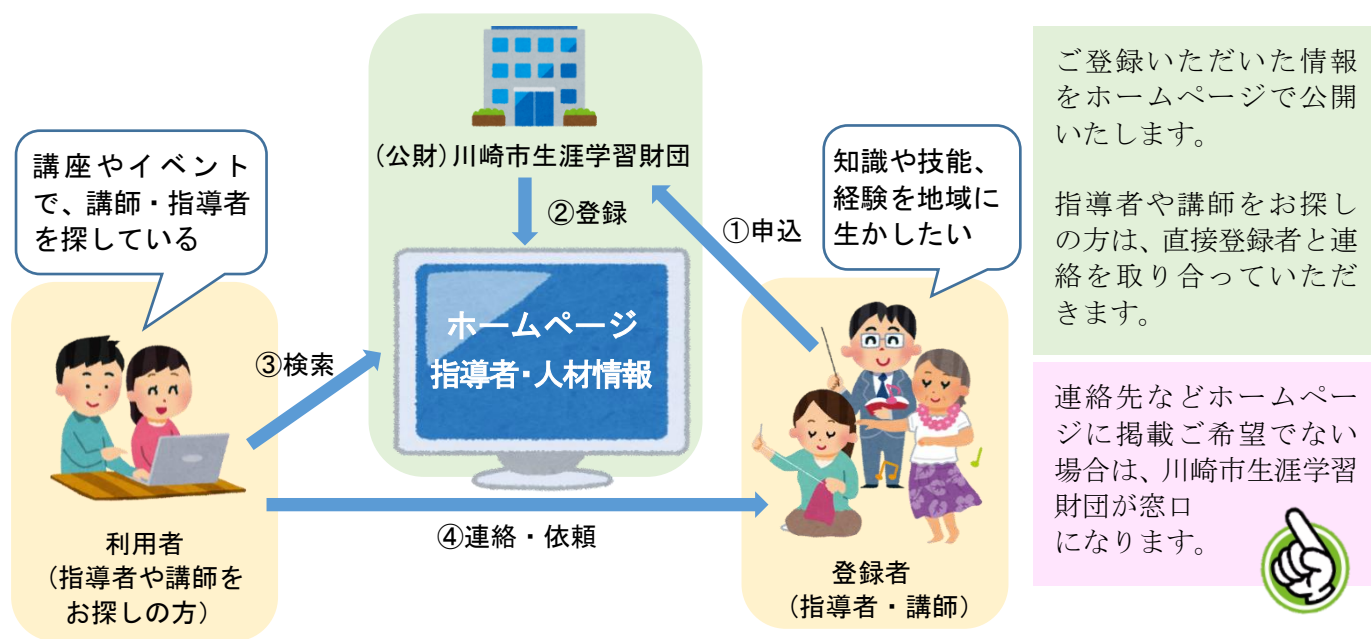 講座やイベント
で、講師・指導者
を探している
(公財)川崎市生涯学習財団
②登録
①申込
知識や技能、
経験を地域に
生かしたい
ホームページ
指導者・人材情報
③検索
④連絡・依頼
利用者
(指導者や講師を
お探しの方)
登録者
(指導者・講師)
ご登録いただいた情報
をホームページで公開
いたします。
指導者や講師をお探し
の方は、直接登録者と連
絡を取り合っていただ
きます。
連絡先などホームペー
ジに掲載ご希望でない
場合は、川崎市生涯学習
財団が窓口
になります。